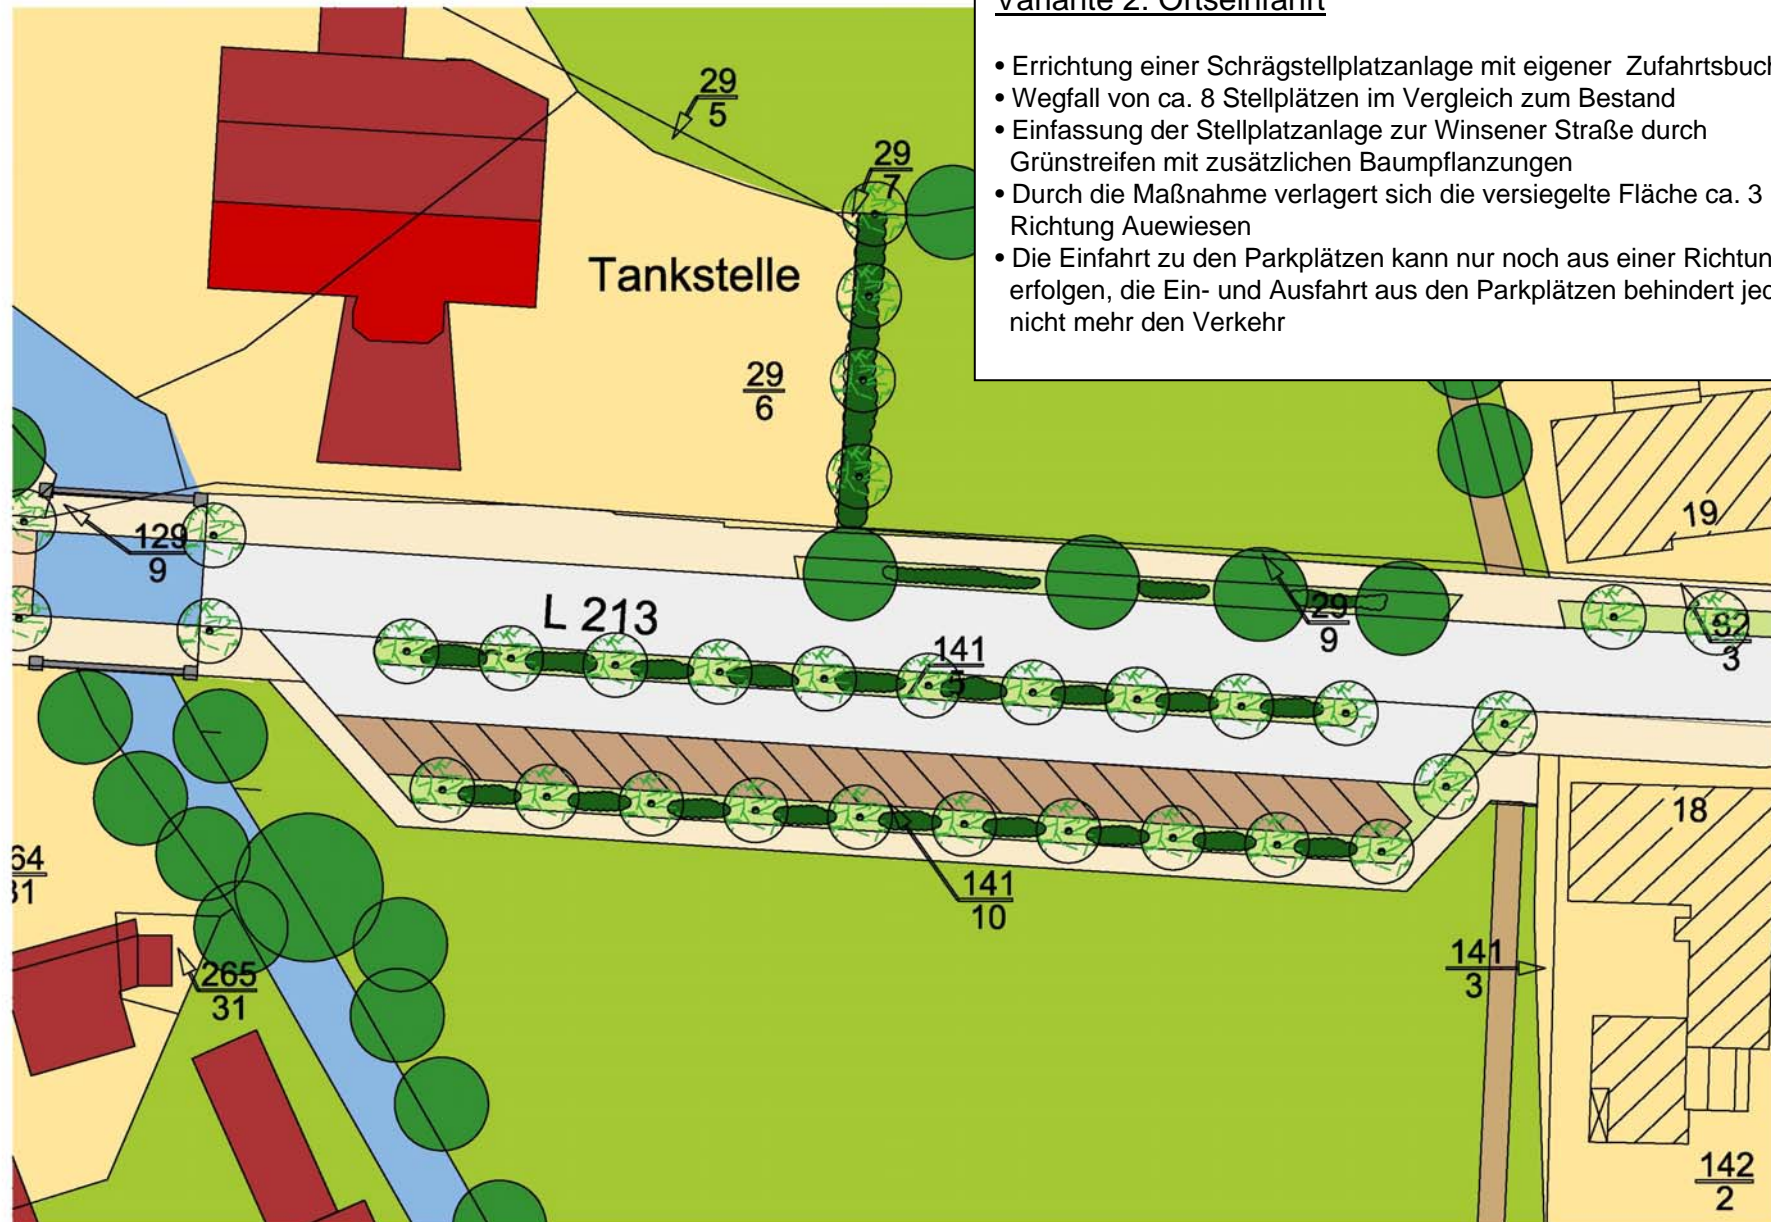 Variante 2: Ortseinfahrt
• Errichtung einer Schrägstellplatzanlage mit eigener Zufahrtsbuch
• Wegfall von ca. 8 Stellplätzen im Vergleich zum Bestand
• Einfassung der Stellplatzanlage zur Winsener Straße durch
Grünstreifen mit zusätzlichen Baumpflanzungen
• Durch die Maßnahme verlagert sich die versiegelte Fläche ca. 3
Richtung Auewiesen
• Die Einfahrt zu den Parkplätzen kann nur noch aus einer Richtun
erfolgen, die Ein- und Ausfahrt aus den Parkplätzen behindert jed
nicht mehr den Verkehr
29
5
29
7
Tankstelle
29
6
19
129
9
L 213
29
9
32
3
141
5
18
64
31
141
10
141
3
265
31
142
2